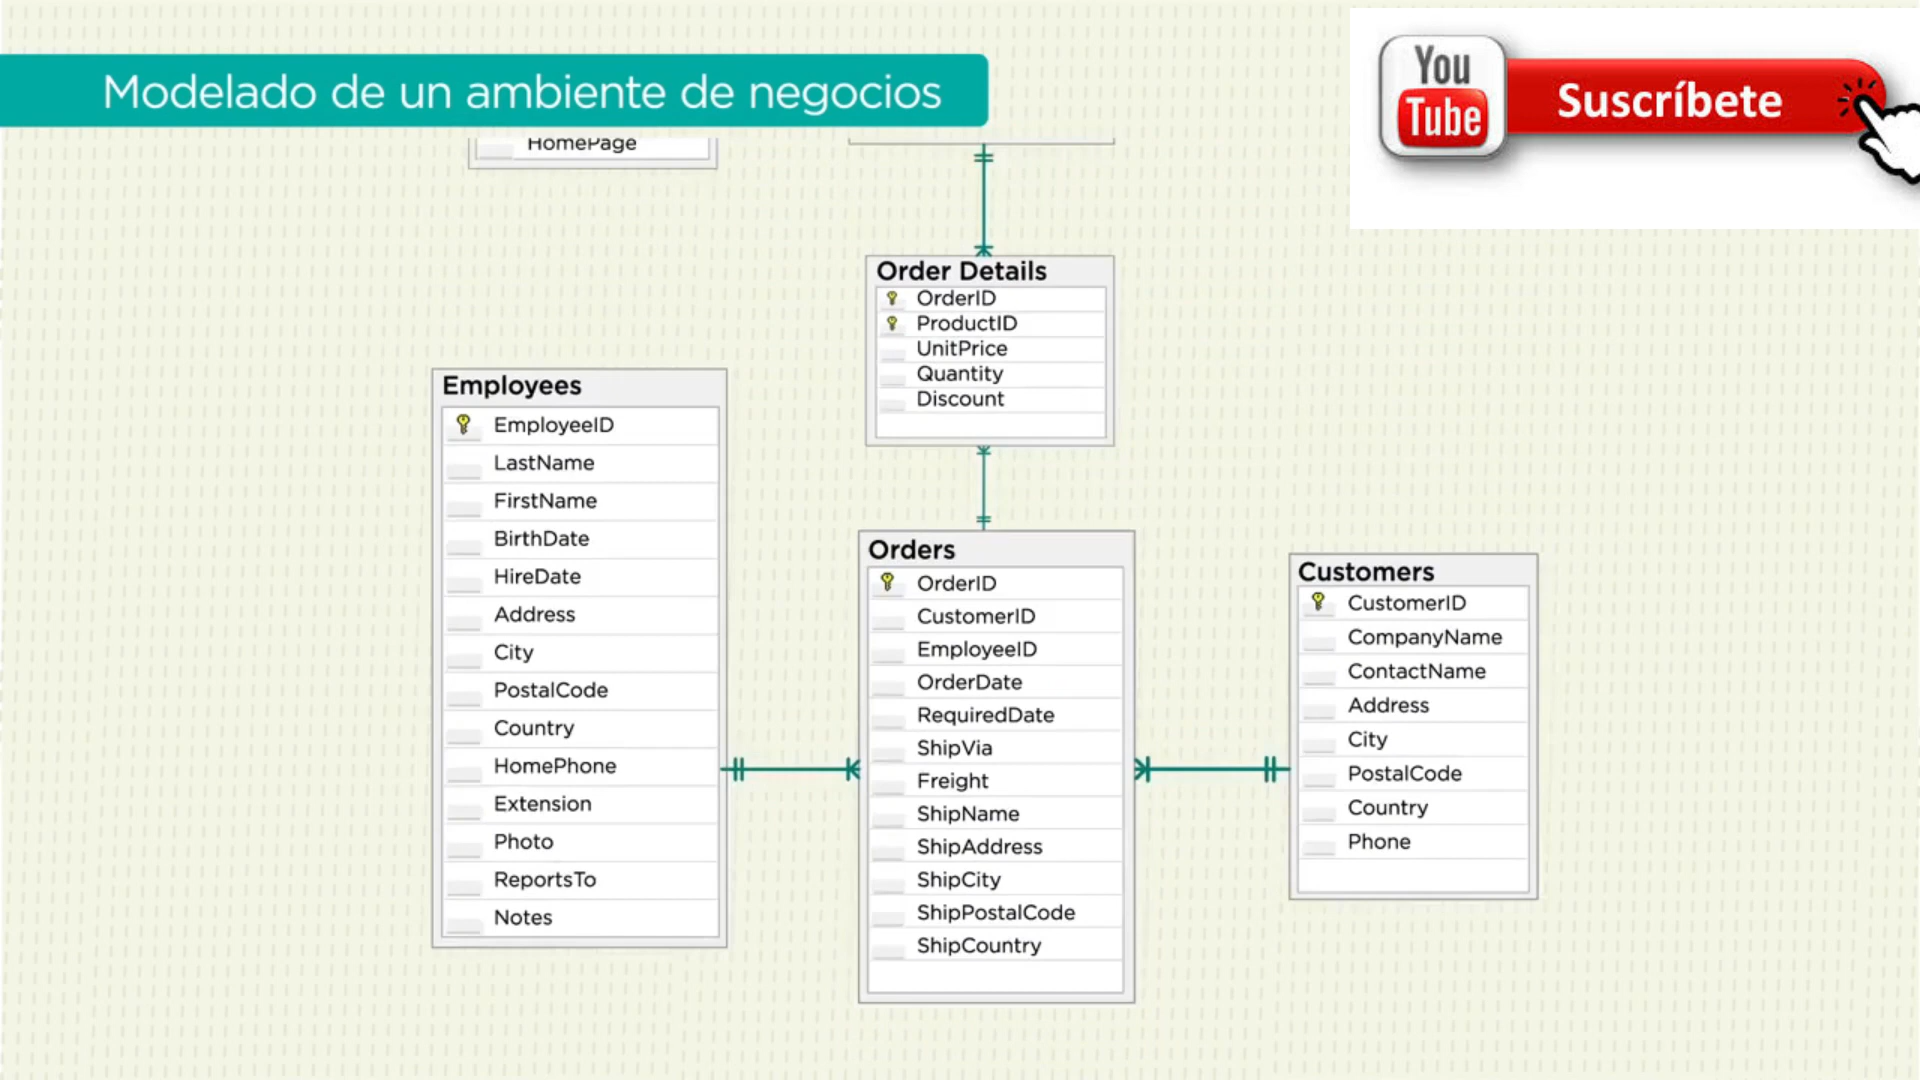 Modelado de un ambiente de negocios
You
Tube
Suscríbete
HomePage
Order Details
OrderID
ProductID
UnitPrice
Quantity
Discount
Employees
EmployeeID
LastName
FirstName
BirthDate
HireDate
Address
City
PostalCode
Country
HomePhone
Extension
Photo
ReportsTo
Notes
Orders
OrderID
CustomerID
EmployeeID
OrderDate
RequiredDate
ShipVia
Freight
ShipName
ShipAddress
ShipCity
ShipPostalCode
ShipCountry
Customers
CustomerID
CompanyName
ContactName
Address
City
PostalCode
Country
Phone